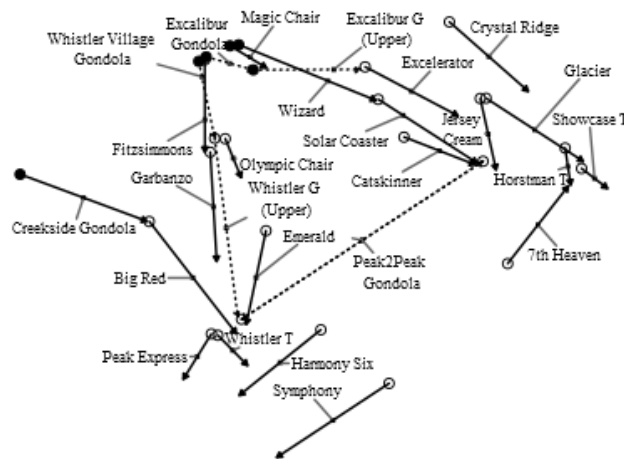 Magic Chair
Excalibur
Gondola
Excalibur G
(Upper)
Crystal Ridge
Whistler Village
Gondola
Excelerator
Glacier
Wizard
Jersey
Cream
Showcase T
Solar Coaster
Fitzsimmons
Olympic Chair
Catskinner
Horstman T
Garbanzo
Whistler G
(Upper)
Creekside Gondola
Emerald
7th Heaven
Peak2Peak
Gondola
Big Red
Whistler T
Peak Express
Harmony Six
Symphony